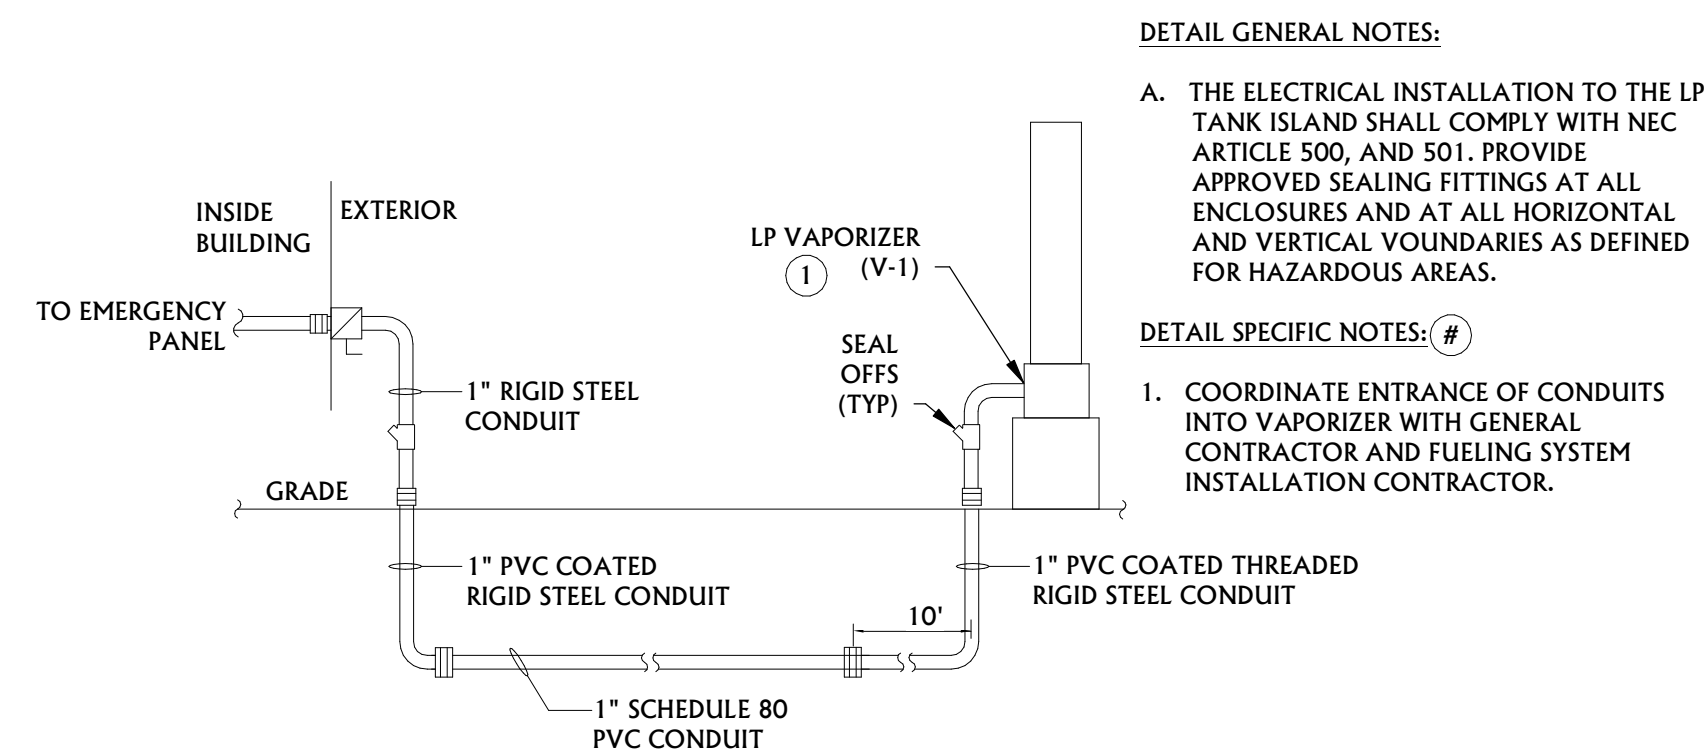 DETAIL GENERAL NOTES:
A. THE ELECTRICAL INSTALLATION TO THE LP
TANK ISLAND SHALL COMPLY WITH NEC
ARTICLE 500, AND 501. PROVIDE
APPROVED SEALING FITTINGS AT ALL
ENCLOSURES AND AT ALL HORIZONTAL
AND VERTICAL VOUNDARIES AS DEFINED
FOR HAZARDOUS AREAS.
DETAIL SPECIFIC NOTES: #
1. COORDINATE ENTRANCE OF CONDUITS
INTO VAPORIZER WITH GENERAL
CONTRACTOR AND FUELING SYSTEM
INSTALLATION CONTRACTOR.
INSIDE
BUILDING
EXTERIOR
TO EMERGENCY
PANEL
LP VAPORIZER
1 (V-1)
SEAL
OFFS
(TYP)
1" RIGID STEEL
CONDUIT
GRADE
1" PVC COATED
RIGID STEEL CONDUIT
1" PVC COATED THREADED
RIGID STEEL CONDUIT
10'
1" SCHEDULE 80
PVC CONDUIT